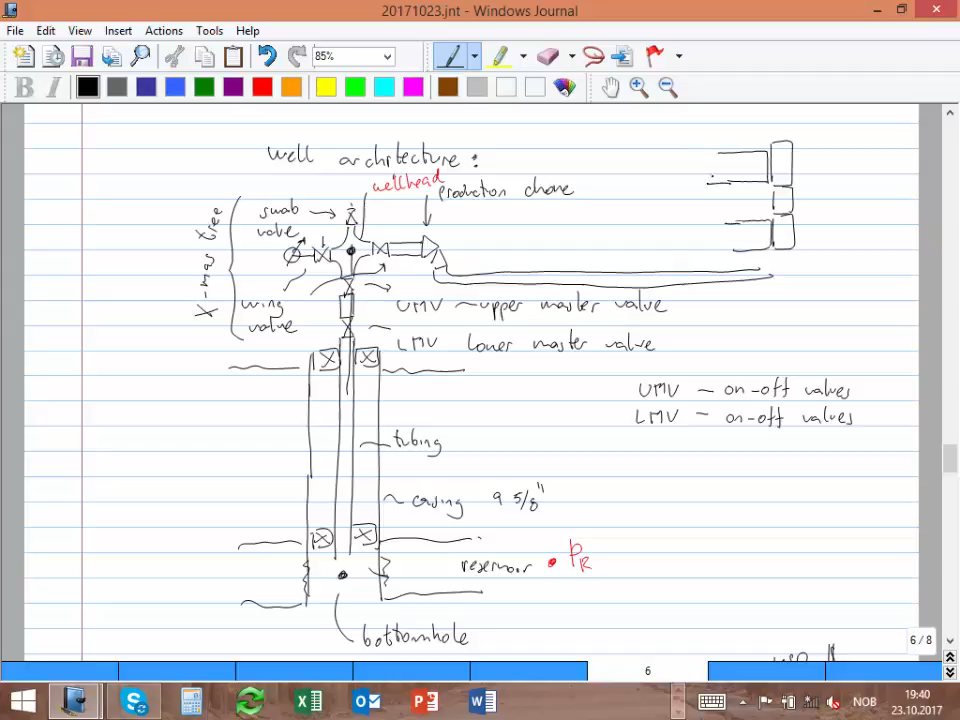 20171023.jnt - Windows Journal
File Edit View Insert Actions Tools Help
85%
B I
well architecture :
wellhead
production choke
swab
valve
X-mas tree
wing
valve
UMV ~ upper master valve
LMV lower master valve
UMV - on-off valves
LMV - on-off valves
tubing
casing 9 5/8"
reservoir
PR
bottomhole
6/8
6
NOB
19:40
23.10.2017